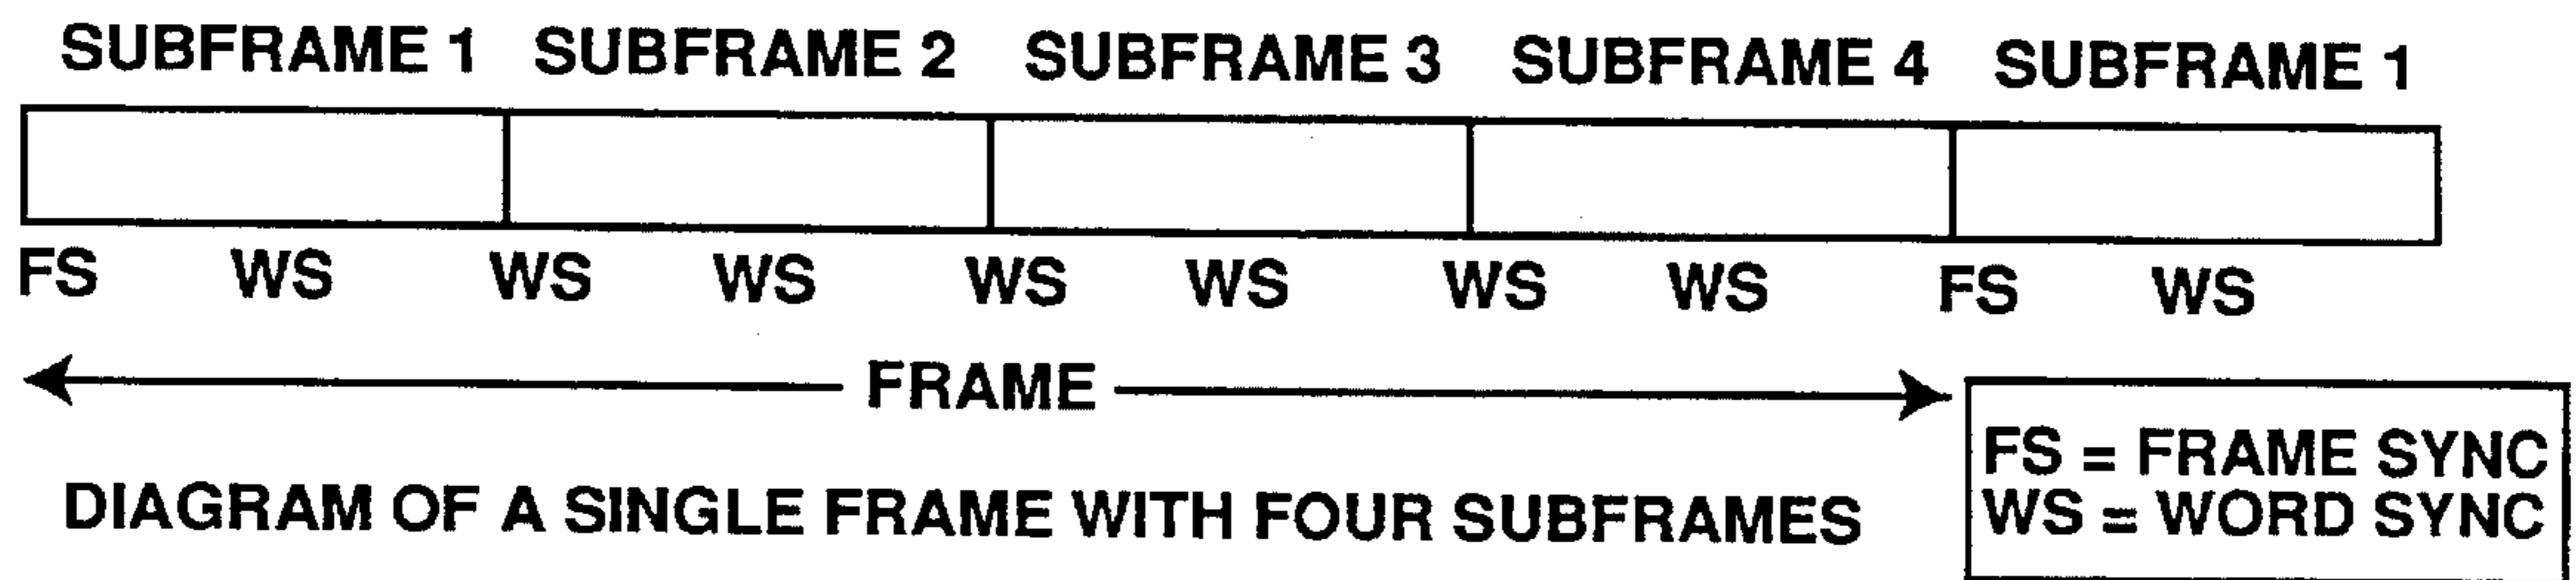 SUBFRAME 1 SUBFRAME 2 SUBFRAME 3 SUBFRAME 4 SUBFRAME 1
FS WS WS WS WS WS WS WS FS WS
FRAME
DIAGRAM OF A SINGLE FRAME WITH FOUR SUBFRAMES
FS = FRAME SYNC
WS = WORD SYNC